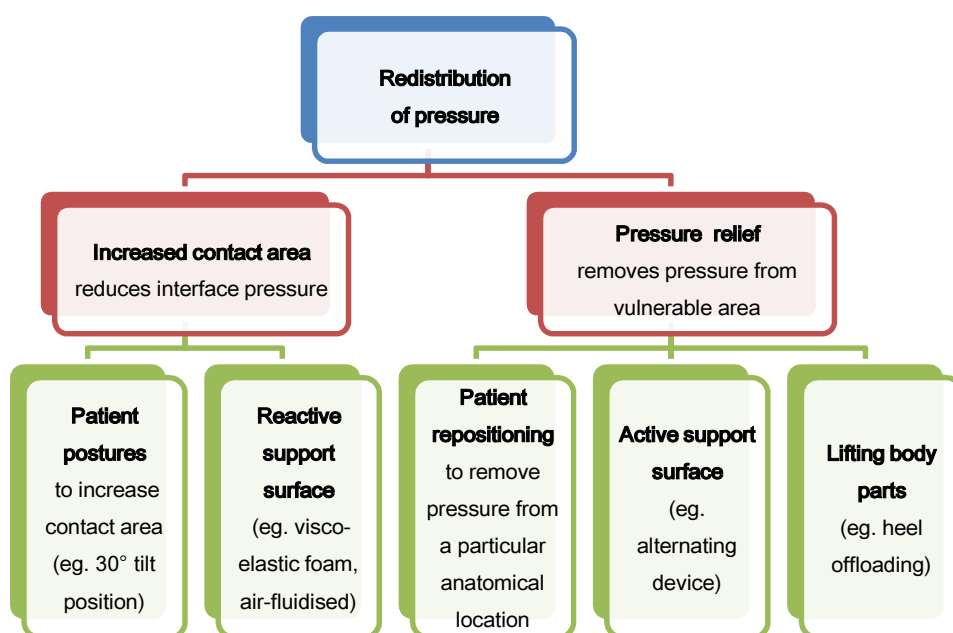 Redistribution
of pressure
Increased contact area
reduces interface pressure
Pressure relief
removes pressure from
vulnerable area
Patient
postures
to increase
contact area
(eg. 30° tilt
position)
Reactive
support
surface
(eg. visco-
elastic foam,
air-fluidised)
Patient
repositioning
to remove
pressure from
a particular
anatomical
location
Active support
surface
(eg.
alternating
device)
Lifting body
parts
(eg. heel
offloading)